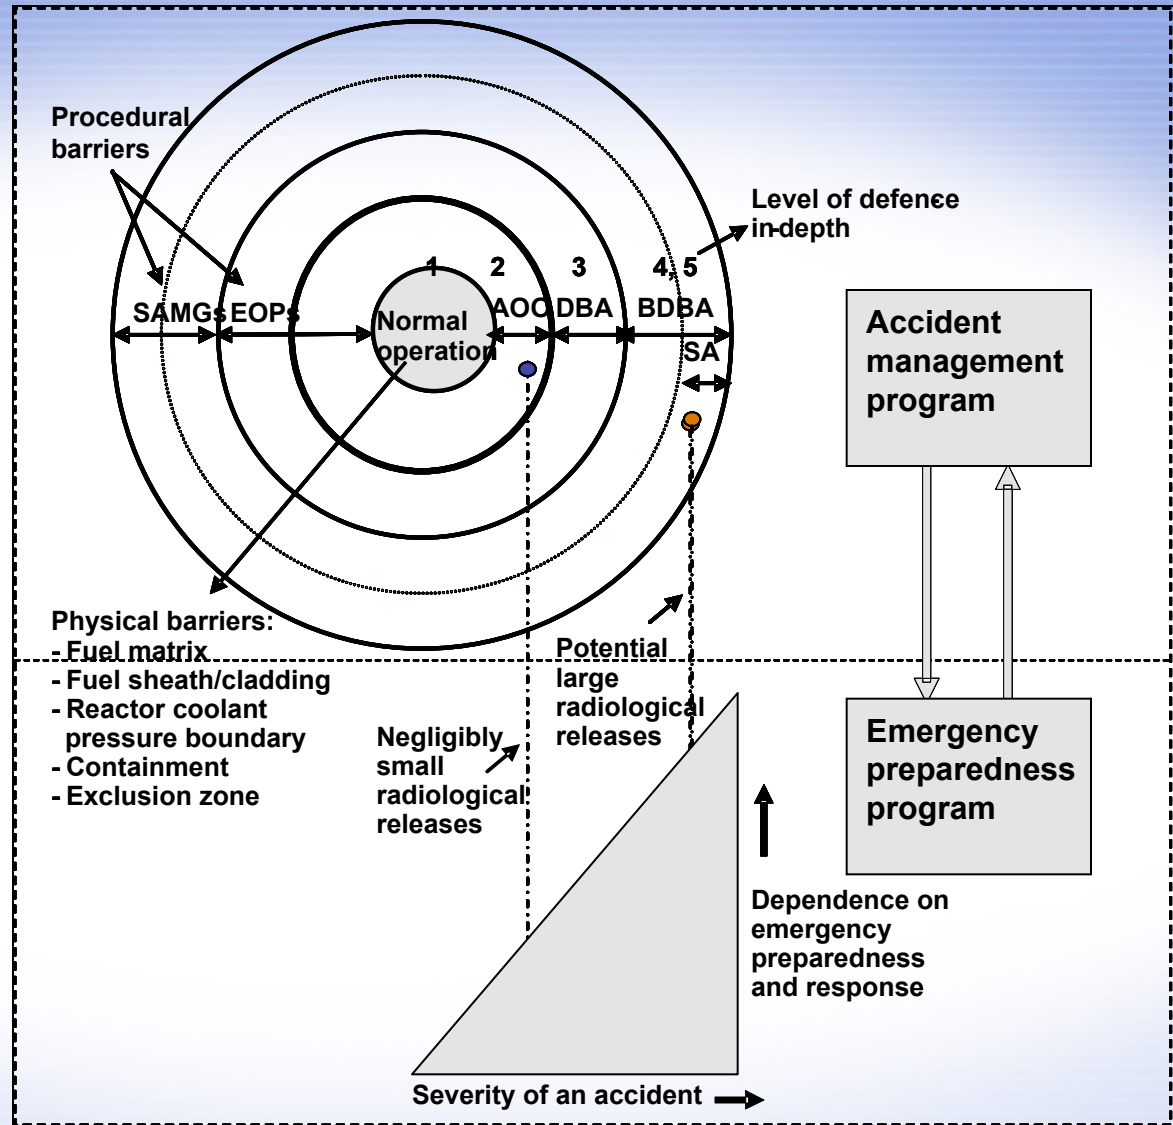 Procedural
barriers
Level of defence
in-depth
1 2 3 4, 5
SAMGs EOPs AOO DBA BDBA
Normal
operation
SA
Accident
management
program
Physical barriers:
- Fuel matrix
- Fuel sheath/cladding
- Reactor coolant
pressure boundary
- Containment
- Exclusion zone
Negligibly
small
radiological
releases
Potential
large
radiological
releases
Emergency
preparedness
program
Dependence on
emergency
preparedness
and response
Severity of an accident